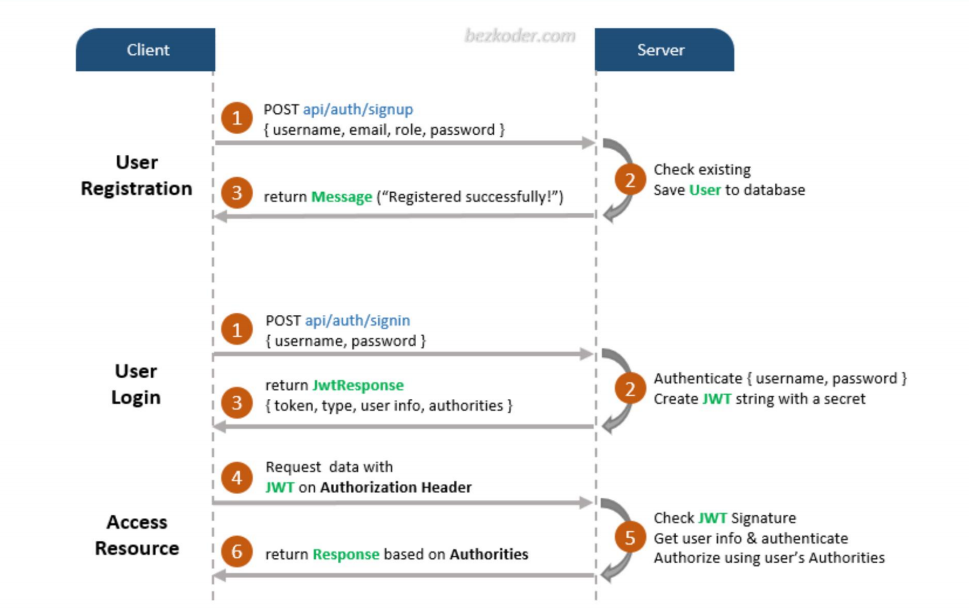 bezkoder.com
Client
Server
User
Registration
1
POST api/auth/signup
{ username, email, role, password }
2
Check existing
Save User to database
3
return Message (“Registered successfully!”)
User
Login
1
POST api/auth/signin
{ username, password }
2
Authenticate { username, password }
Create JWT string with a secret
3
return JwtResponse
{ token, type, user info, authorities }
Access
Resource
4
Request data with
JWT on Authorization Header
5
Check JWT Signature
Get user info & authenticate
Authorize using user’s Authorities
6
return Response based on Authorities